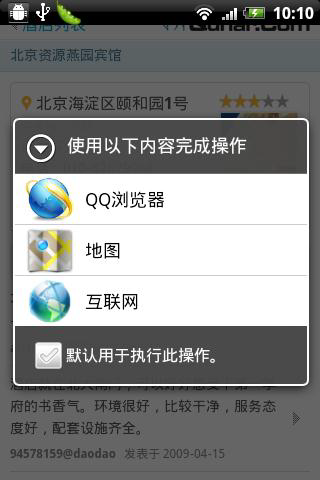 10:10
酒店列表
Qunar.Com
北京资源燕园宾馆
北京海淀区颐和园1号
使用以下内容完成操作
QQ浏览器
地图
互联网
默认用于执行此操作。
府的书香气。环境很好，比较干净，服务态
度好，配套设施齐全。
94578159@daodao 发表于 2009-04-15